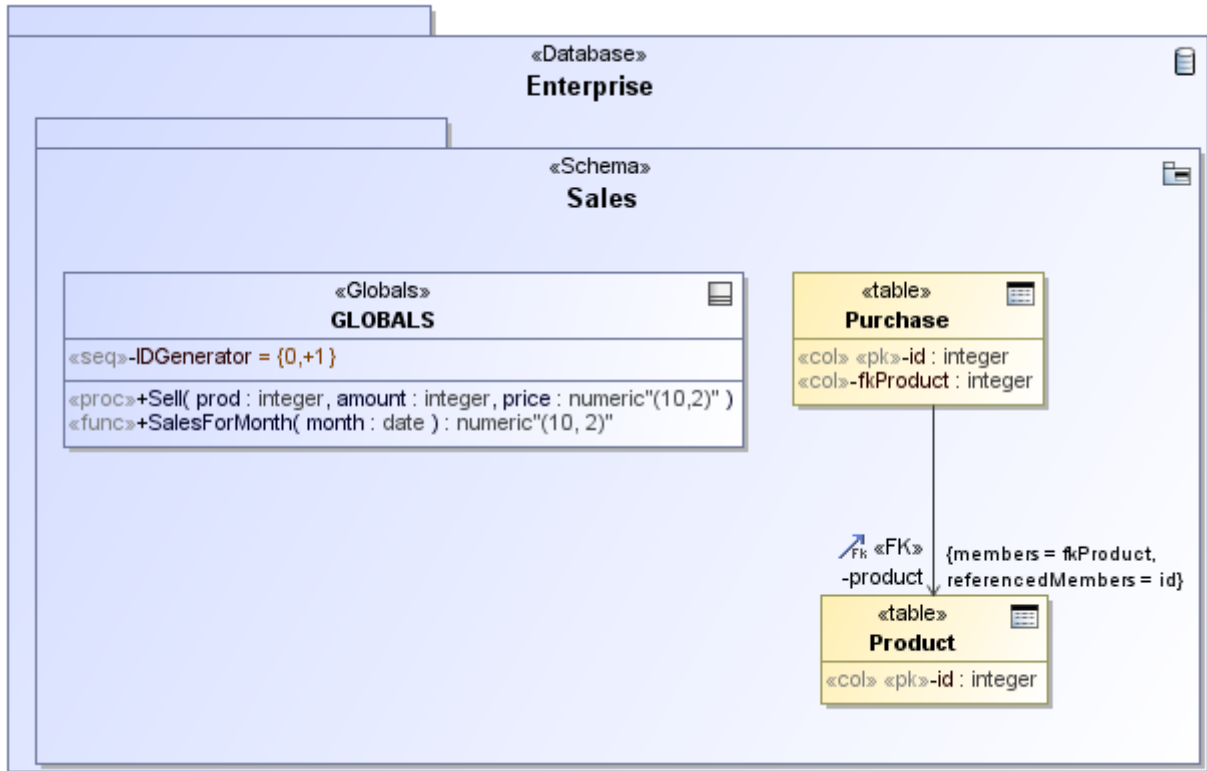 «Database»
Enterprise
«Schema»
Sales
«Globals»
GLOBALS
«seq»-IDGenerator = {0,+1}
«proc»+Sell( prod : integer, amount : integer, price : numeric"(10,2)" )
«func»+SalesForMonth( month : date ) : numeric"(10, 2)"
«table»
Purchase
«col» «pk»-id : integer
«col»-fkProduct : integer
Fk «FK»
-product
{members = fkProduct,
referencedMembers = id}
«table»
Product
«col» «pk»-id : integer